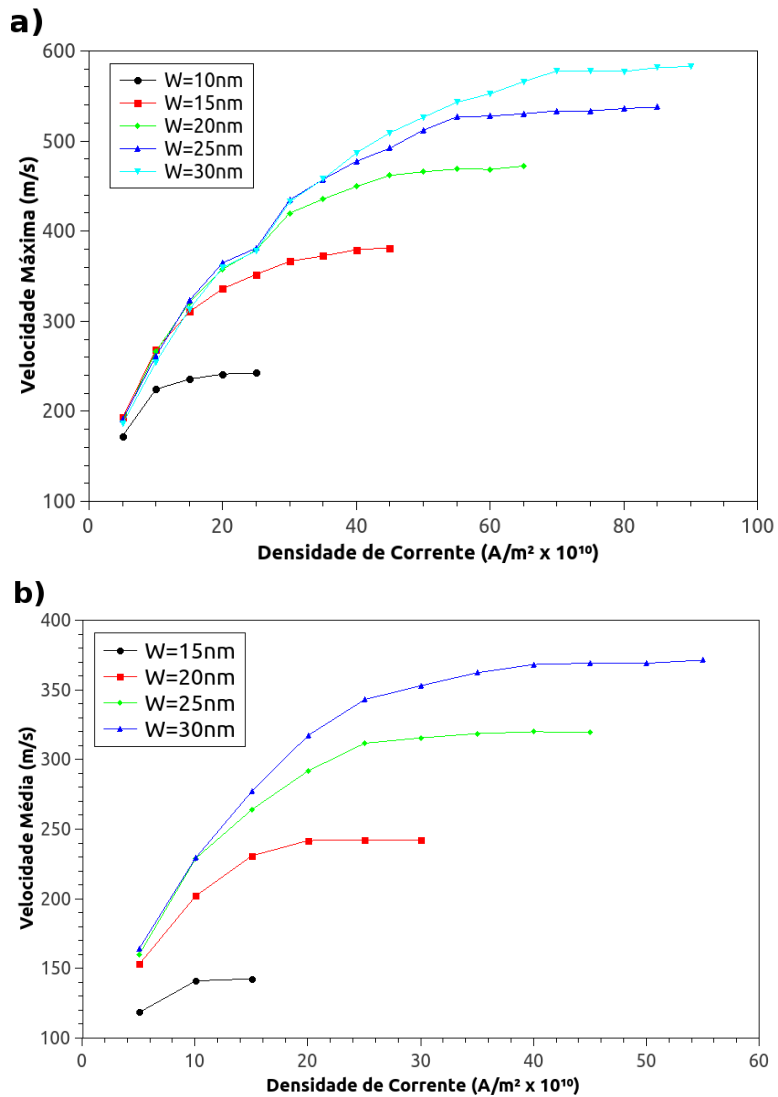 a)
600
500
400
300
200
100
Velocidade Máxima (m/s)
W=10nm
W=15nm
W=20nm
W=25nm
W=30nm
0 20 40 60 80 100
Densidade de Corrente (A/m² x 10¹⁰)
b)
400
350
300
250
200
150
100
Velocidade Média (m/s)
W=15nm
W=20nm
W=25nm
W=30nm
0 10 20 30 40 50 60
Densidade de Corrente (A/m² x 10¹⁰)